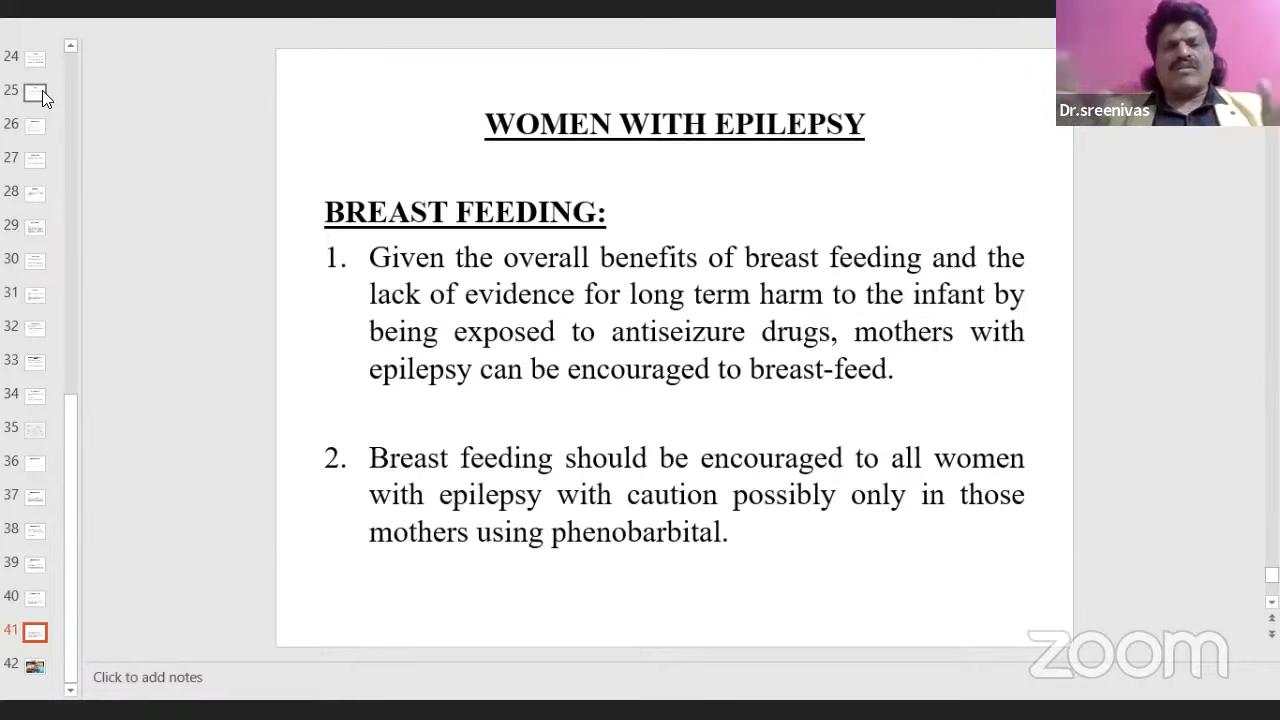 24
25
26
27
28
29
30
31
32
33
34
35
36
37
38
39
40
41
42
Dr.sreenivas
WOMEN WITH EPILEPSY
BREAST FEEDING:
1. Given the overall benefits of breast feeding and the
lack of evidence for long term harm to the infant by
being exposed to antiseizure drugs, mothers with
epilepsy can be encouraged to breast-feed.
2. Breast feeding should be encouraged to all women
with epilepsy with caution possibly only in those
mothers using phenobarbital.
zoom
Click to add notes